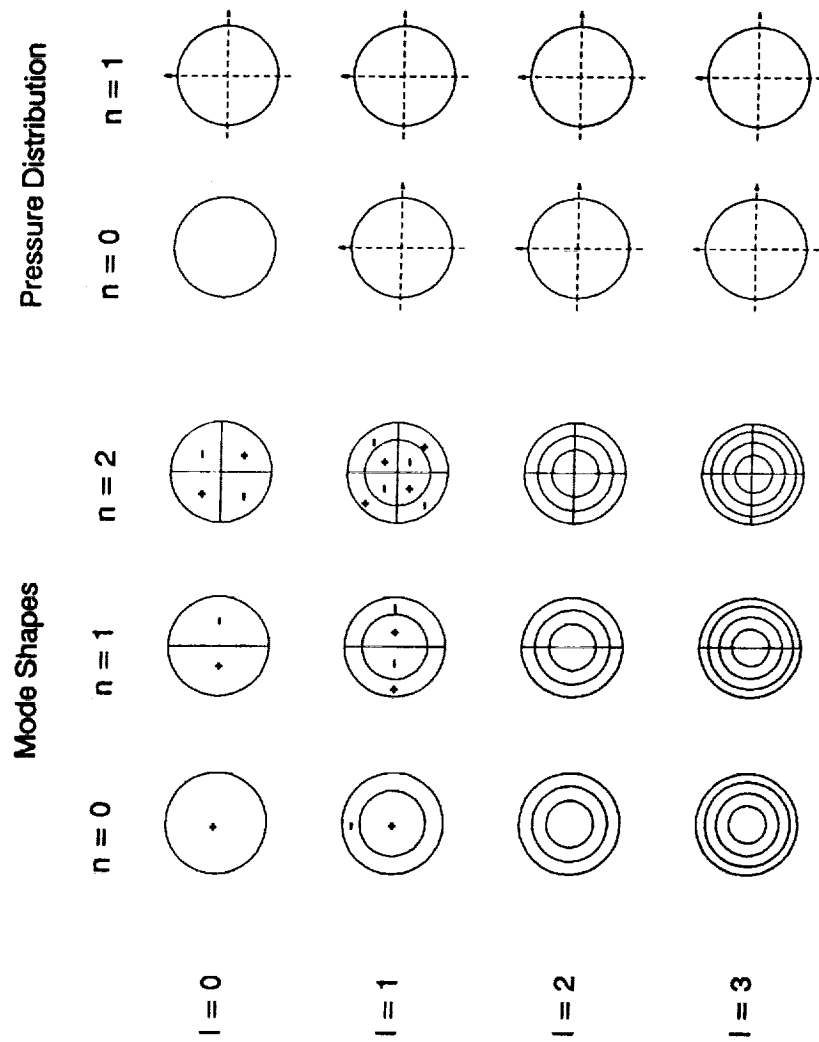 Mode Shapes
Pressure Distribution
n = 0
n = 1
n = 2
n = 0
n = 1
l = 0
+
+ −
+ −
− +
l = 1
− +
+ − + −
+ − + −
− + − +
l = 2
l = 3